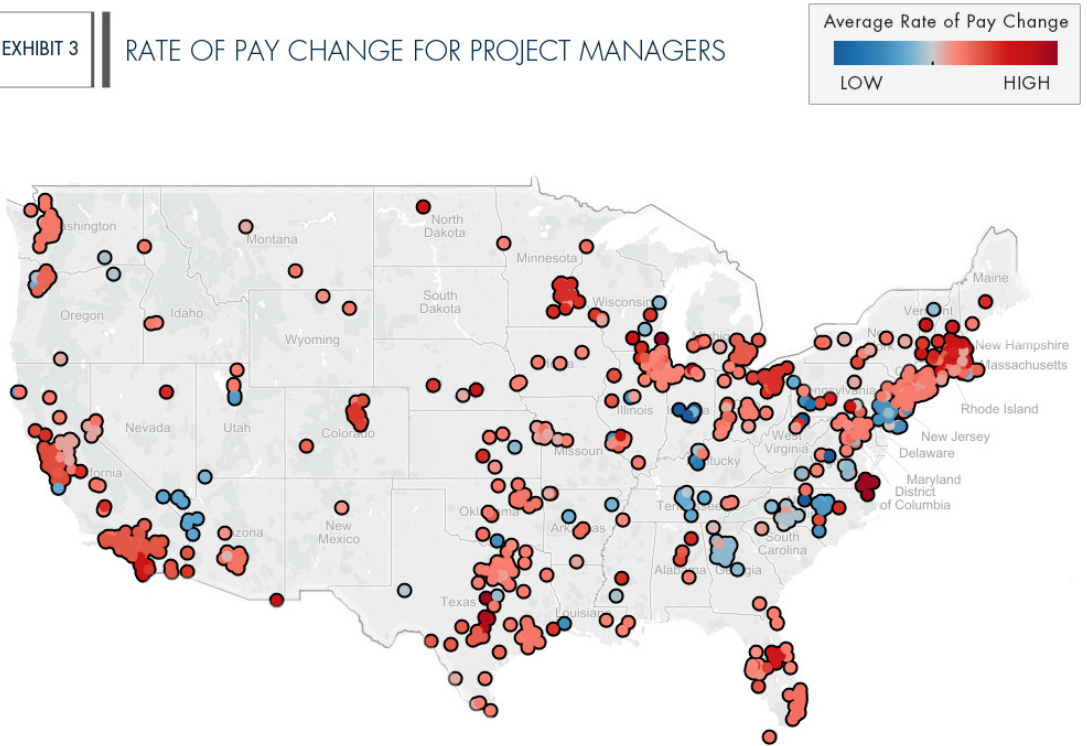 EXHIBIT 3
RATE OF PAY CHANGE FOR PROJECT MANAGERS
Average Rate of Pay Change
LOW
HIGH
Montana
North
Dakota
Minnesota
Maine
Oregon
Idaho
South
Dakota
Wisconsin
Wyoming
New Hampshire
Massachusetts
Rhode Island
Nevada
Utah
Colorado
Illinois
West
Virginia
New Jersey
Delaware
Maryland
District
of Columbia
Missouri
New
Mexico
South
Carolina
Alabama
Georgia
Texas
Louisiana